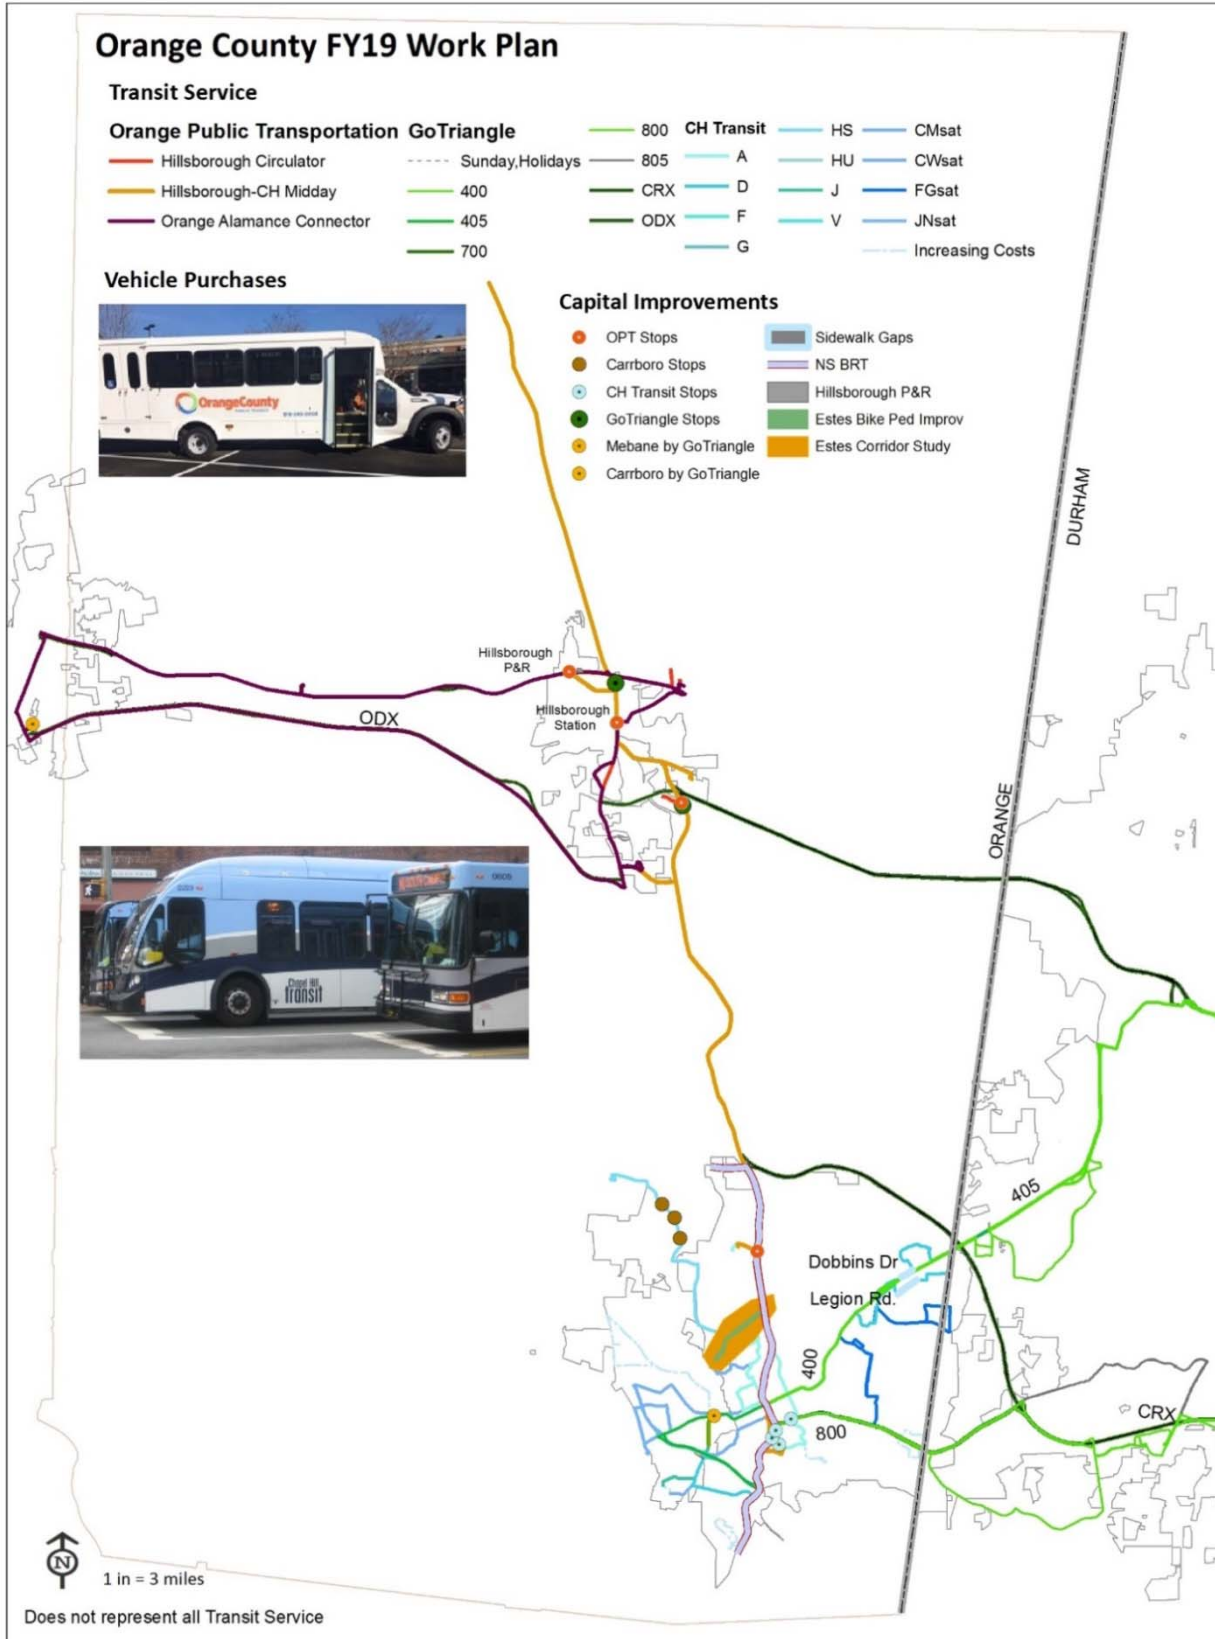 Orange County FY19 Work Plan
Transit Service
Orange Public Transportation
Hillsborough Circulator
Hillsborough-CH Midday
Orange Alamance Connector
GoTriangle
Sunday,Holidays
400
405
700
800
805
CRX
ODX
CH Transit
A
D
F
G
HS
HU
J
V
CMsat
CWsat
FGsat
JNsat
Increasing Costs
Vehicle Purchases
OrangeCounty
Capital Improvements
OPT Stops
Carrboro Stops
CH Transit Stops
GoTriangle Stops
Mebane by GoTriangle
Carrboro by GoTriangle
Sidewalk Gaps
NS BRT
Hillsborough P&R
Estes Bike Ped Improv
Estes Corridor Study
DURHAM
Hillsborough
P&R
Hillsborough
Station
ODX
ORANGE
Chapel Hill
transit
405
Dobbins Dr
Legion Rd.
400
800
CRX
N
1 in = 3 miles
Does not represent all Transit Service